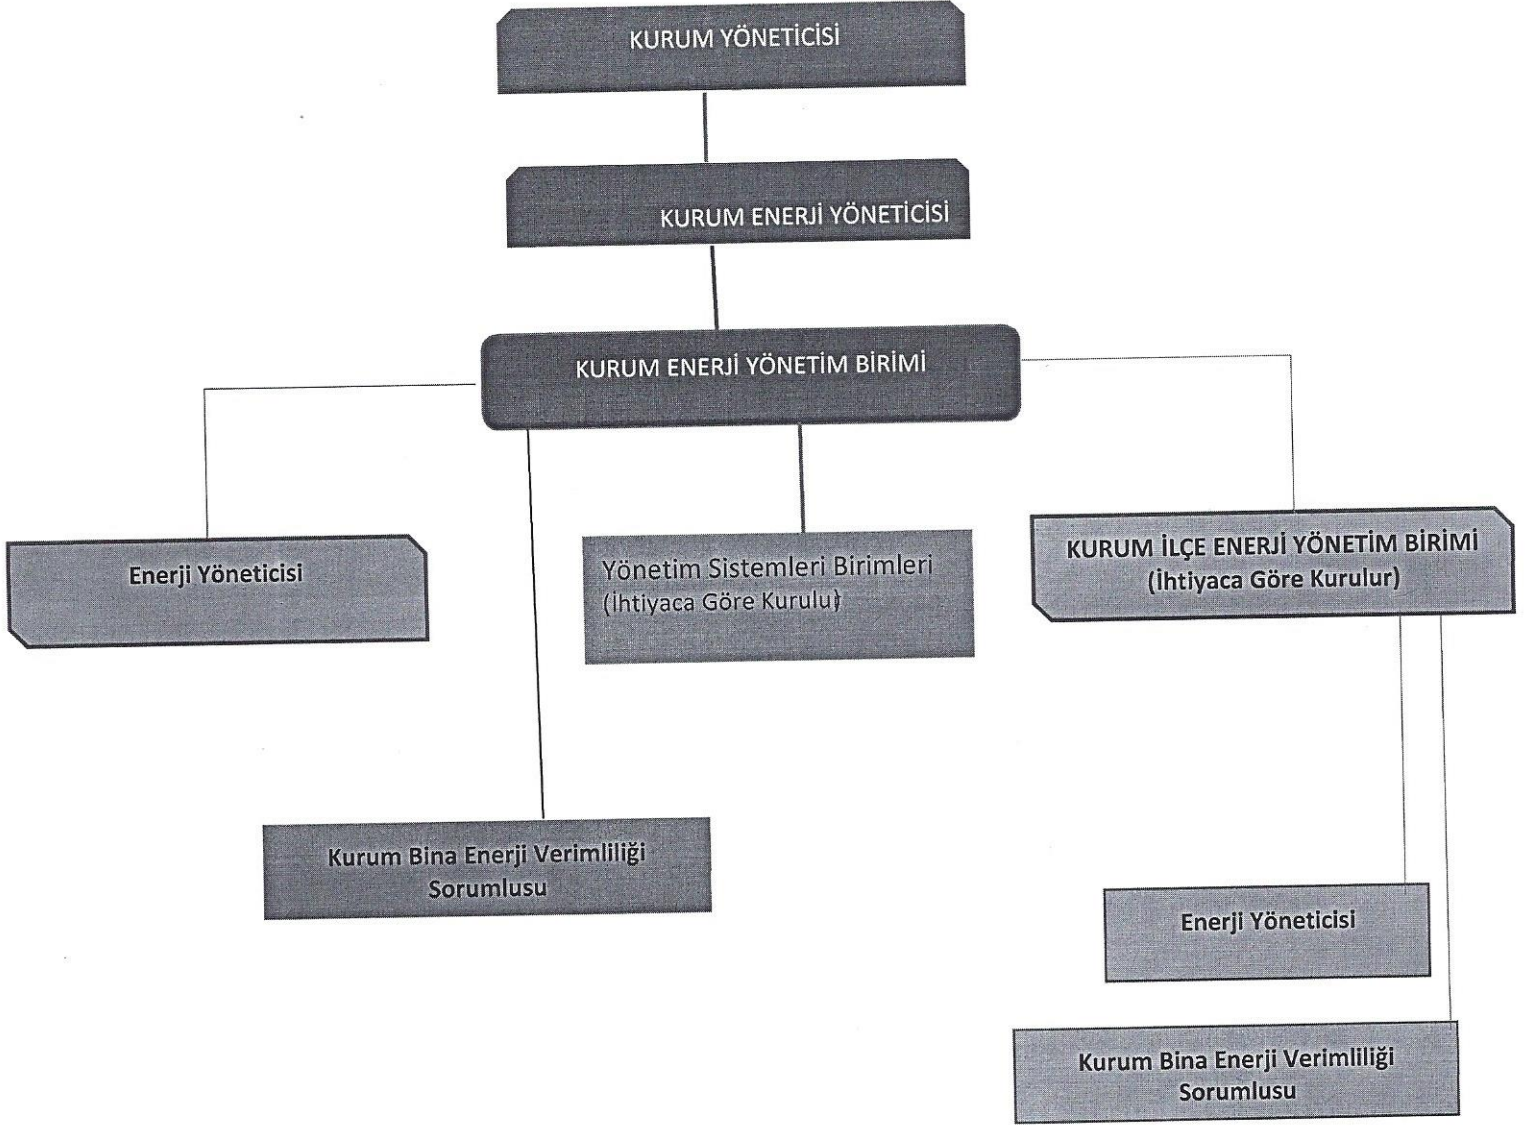 KURUM YÖNETİCİSİ
KURUM ENERJİ YÖNETİCİSİ
KURUM ENERJİ YÖNETİM BİRİMİ
Enerji Yöneticisi
Yönetim Sistemleri Birimleri
(İhtiyaca Göre Kurulu)
KURUM İLÇE ENERJİ YÖNETİM BİRİMİ
(İhtiyaca Göre Kurulur)
Kurum Bina Enerji Verimliliği
Sorumlusu
Enerji Yöneticisi
Kurum Bina Enerji Verimliliği
Sorumlusu